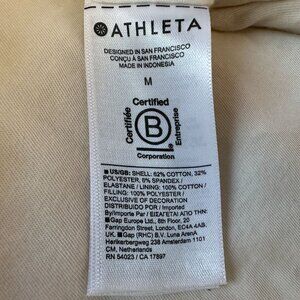 ATHLETA
DESIGNED IN SAN FRANCISCO
CONÇU À SAN FRANCISCO
MADE IN INDONESIA
M
Certified
Certifiée
B
Entreprise
Corporation
■ US/GB: SHELL: 62% COTTON, 32%
POLYESTER, 6% SPANDEX /
ELASTANE / LINING: 100% COTTON /
FILLING: 100% POLYESTER /
EXCLUSIVE OF DECORATION
DISTRIBUIDO POR / Imported
By/Importé Par / ΕΙΣΑΓΕΤΑΙ ΑΠΟ ΤΗΝ:
■ Gap Europe Ltd., 8th Floor, 20
Farringdon Street, London, EC4A 4AB,
UK. ■ Gap (RHC) B.V. Luna ArenA
Herikerbergweg 238 Amsterdam 1101
CM, Netherlands
RN 54023 / CA 17897